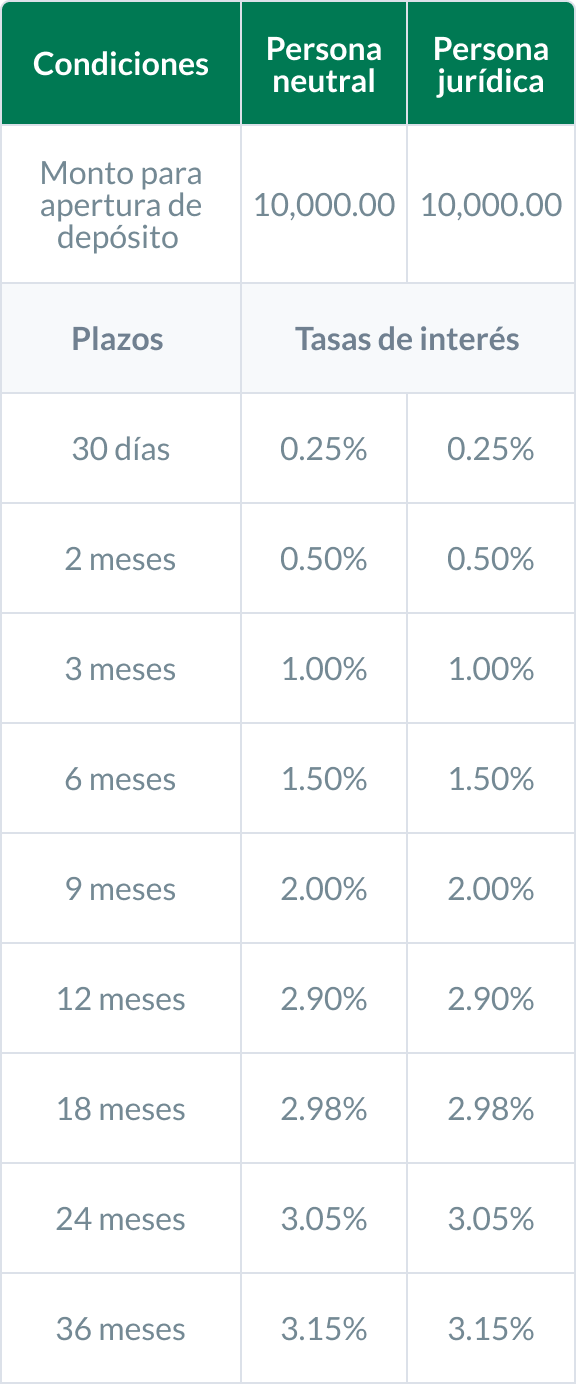 Condiciones
Persona
neutral
Persona
jurídica
Monto para
apertura de
depósito
10,000.00
10,000.00
Plazos
Tasas de interés
30 días
0.25%
0.25%
2 meses
0.50%
0.50%
3 meses
1.00%
1.00%
6 meses
1.50%
1.50%
9 meses
2.00%
2.00%
12 meses
2.90%
2.90%
18 meses
2.98%
2.98%
24 meses
3.05%
3.05%
36 meses
3.15%
3.15%